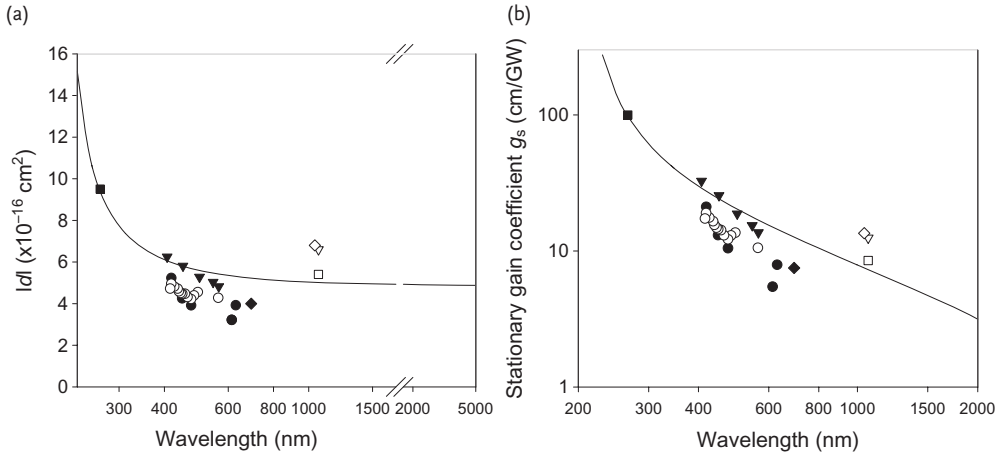 (a)
16
14
12
10
8
6
4
2
0
|d| (x10⁻¹⁶ cm²)
300 400 600 800 1000 1500 2000 5000
Wavelength (nm)
(b)
100
10
1
Stationary gain coefficient gₛ (cm/GW)
200 300 400 600 800 1000 2000
Wavelength (nm)